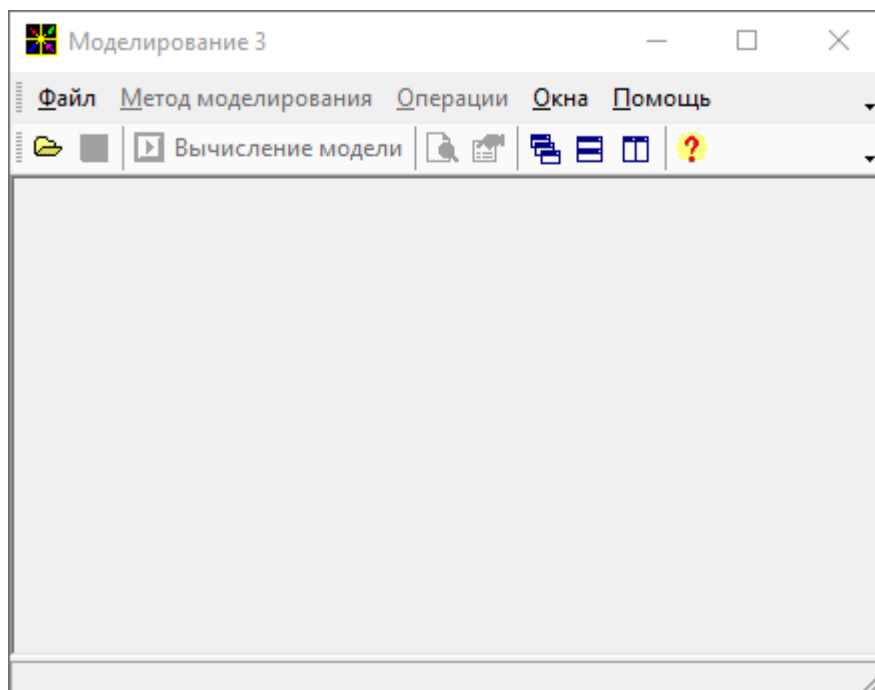 Моделирование 3
Файл Метод моделирования Операции Окна Помощь
Вычисление модели ?